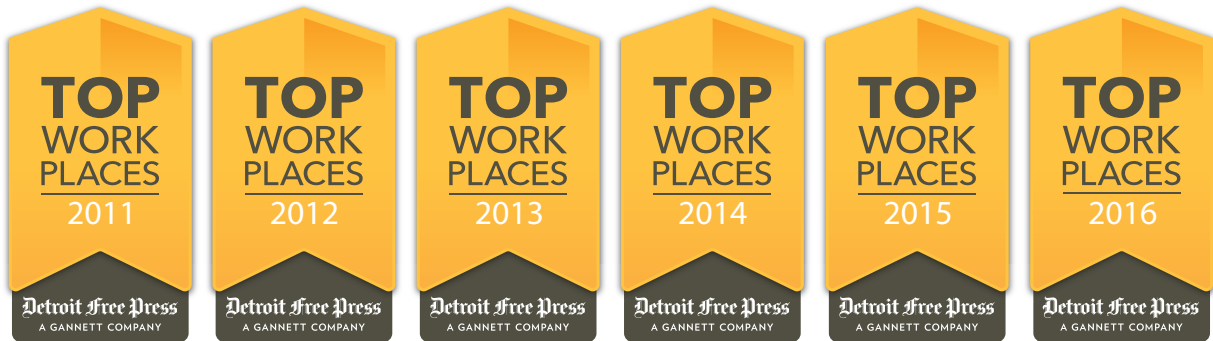 TOP
WORK
PLACES
2011
Detroit Free Press
A GANNETT COMPANY
TOP
WORK
PLACES
2012
Detroit Free Press
A GANNETT COMPANY
TOP
WORK
PLACES
2013
Detroit Free Press
A GANNETT COMPANY
TOP
WORK
PLACES
2014
Detroit Free Press
A GANNETT COMPANY
TOP
WORK
PLACES
2015
Detroit Free Press
A GANNETT COMPANY
TOP
WORK
PLACES
2016
Detroit Free Press
A GANNETT COMPANY